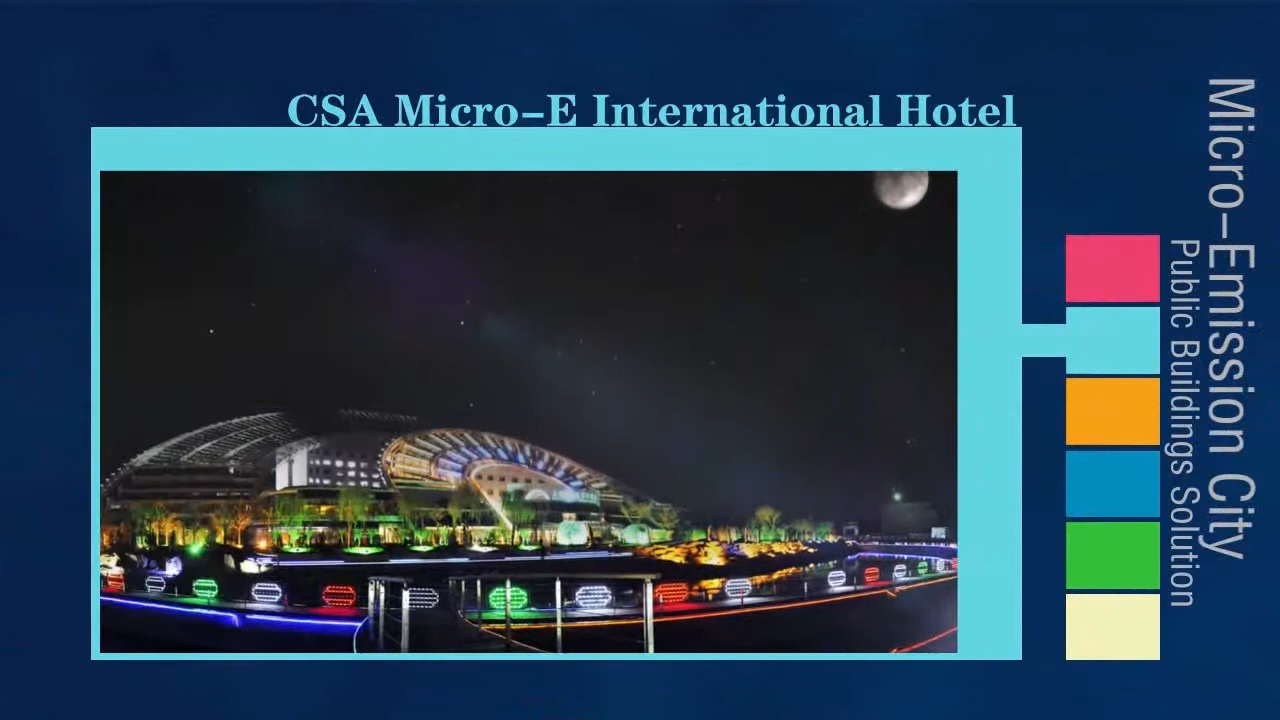 CSA Micro–E International Hotel
Micro–Emission City
Public Buildings Solution